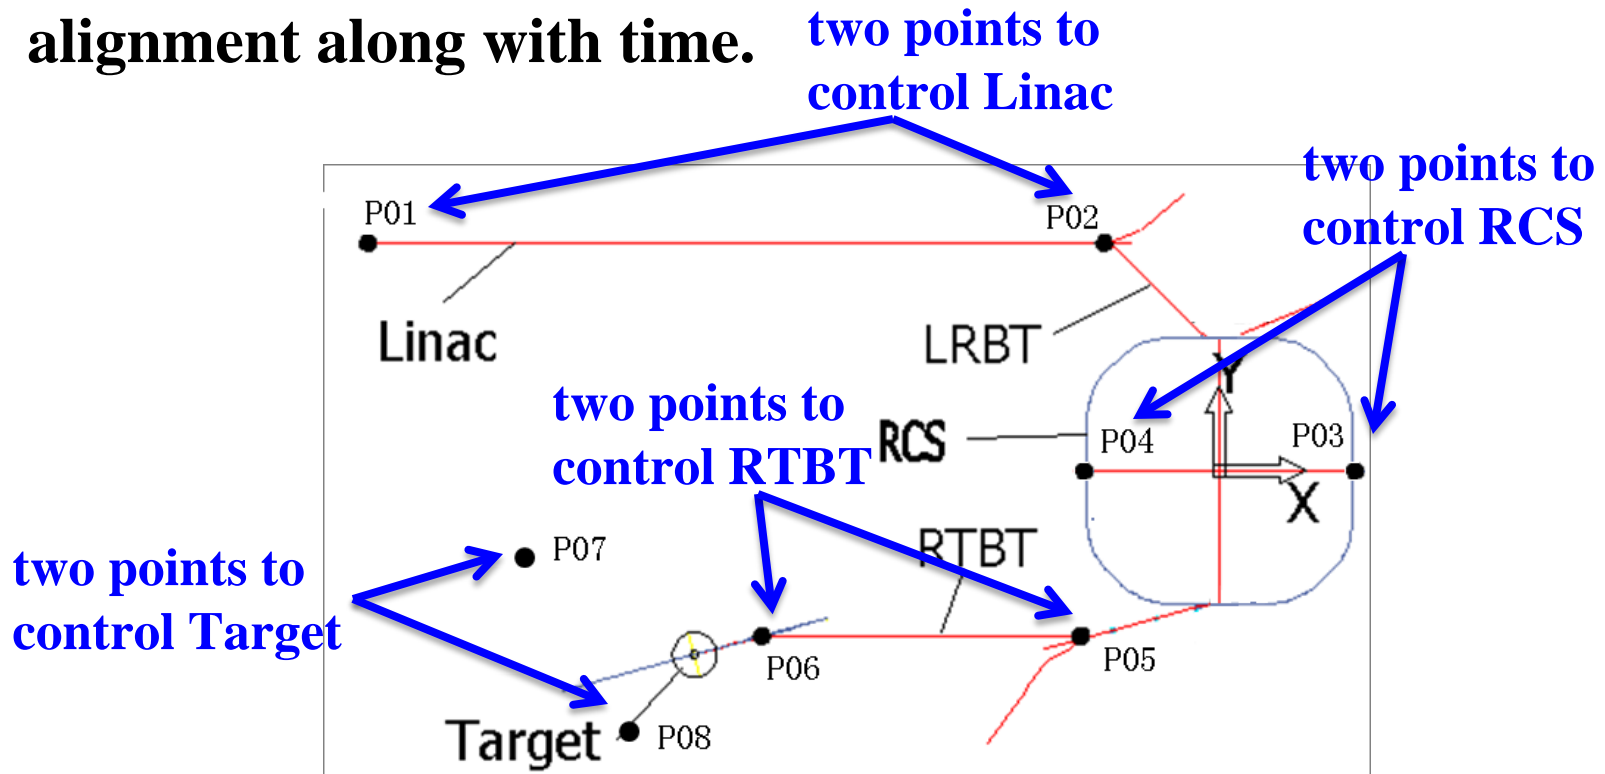 alignment along with time.
two points to
control Linac
two points to
control RCS
P01
P02
Linac
LRBT
Y
two points to
control RTBT
RCS
P04
P03
X
RTBT
P07
two points to
control Target
P06
P05
Target
P08